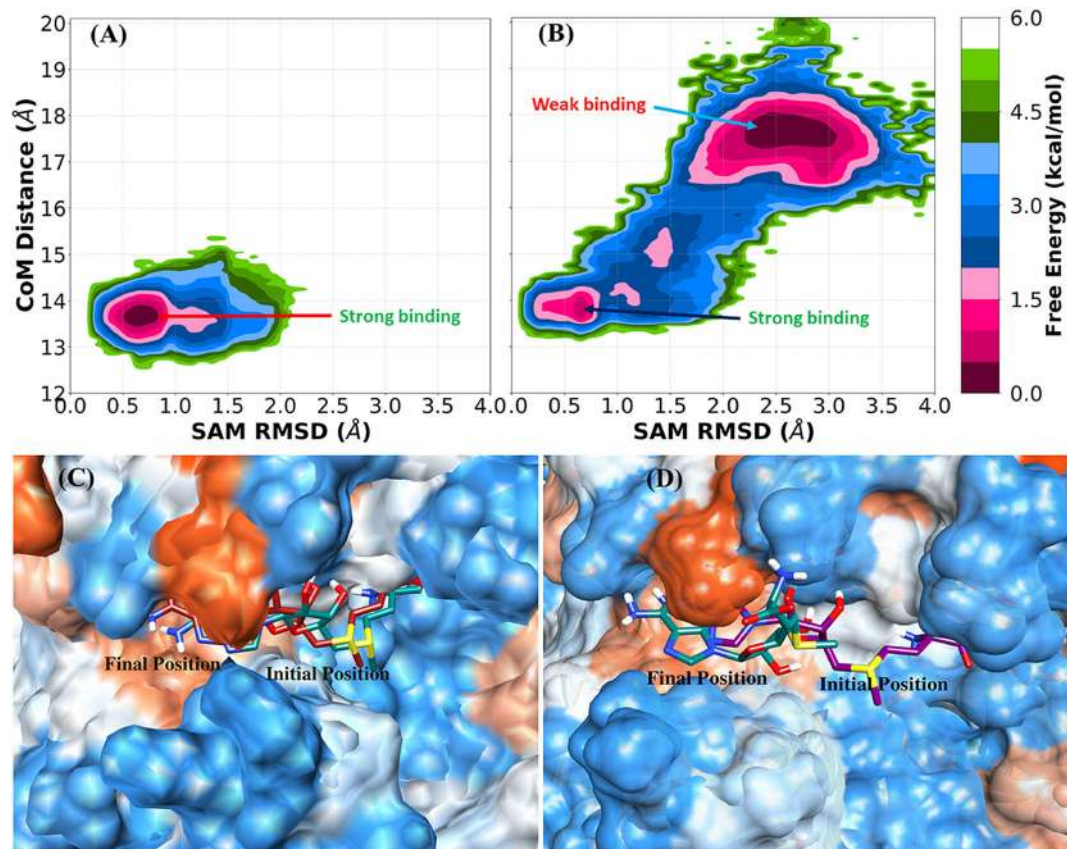 (A)
(B)
20
19
18
17
16
15
14
13
12
CoM Distance (Å)
0.0 0.5 1.0 1.5 2.0 2.5 3.0 3.5 4.0
SAM RMSD (Å)
Strong binding
Weak binding
Strong binding
0.0 0.5 1.0 1.5 2.0 2.5 3.0 3.5 4.0
SAM RMSD (Å)
6.0
4.5
3.0
1.5
0.0
Free Energy (kcal/mol)
(C)
Final Position
Initial Position
(D)
Final Position
Initial Position